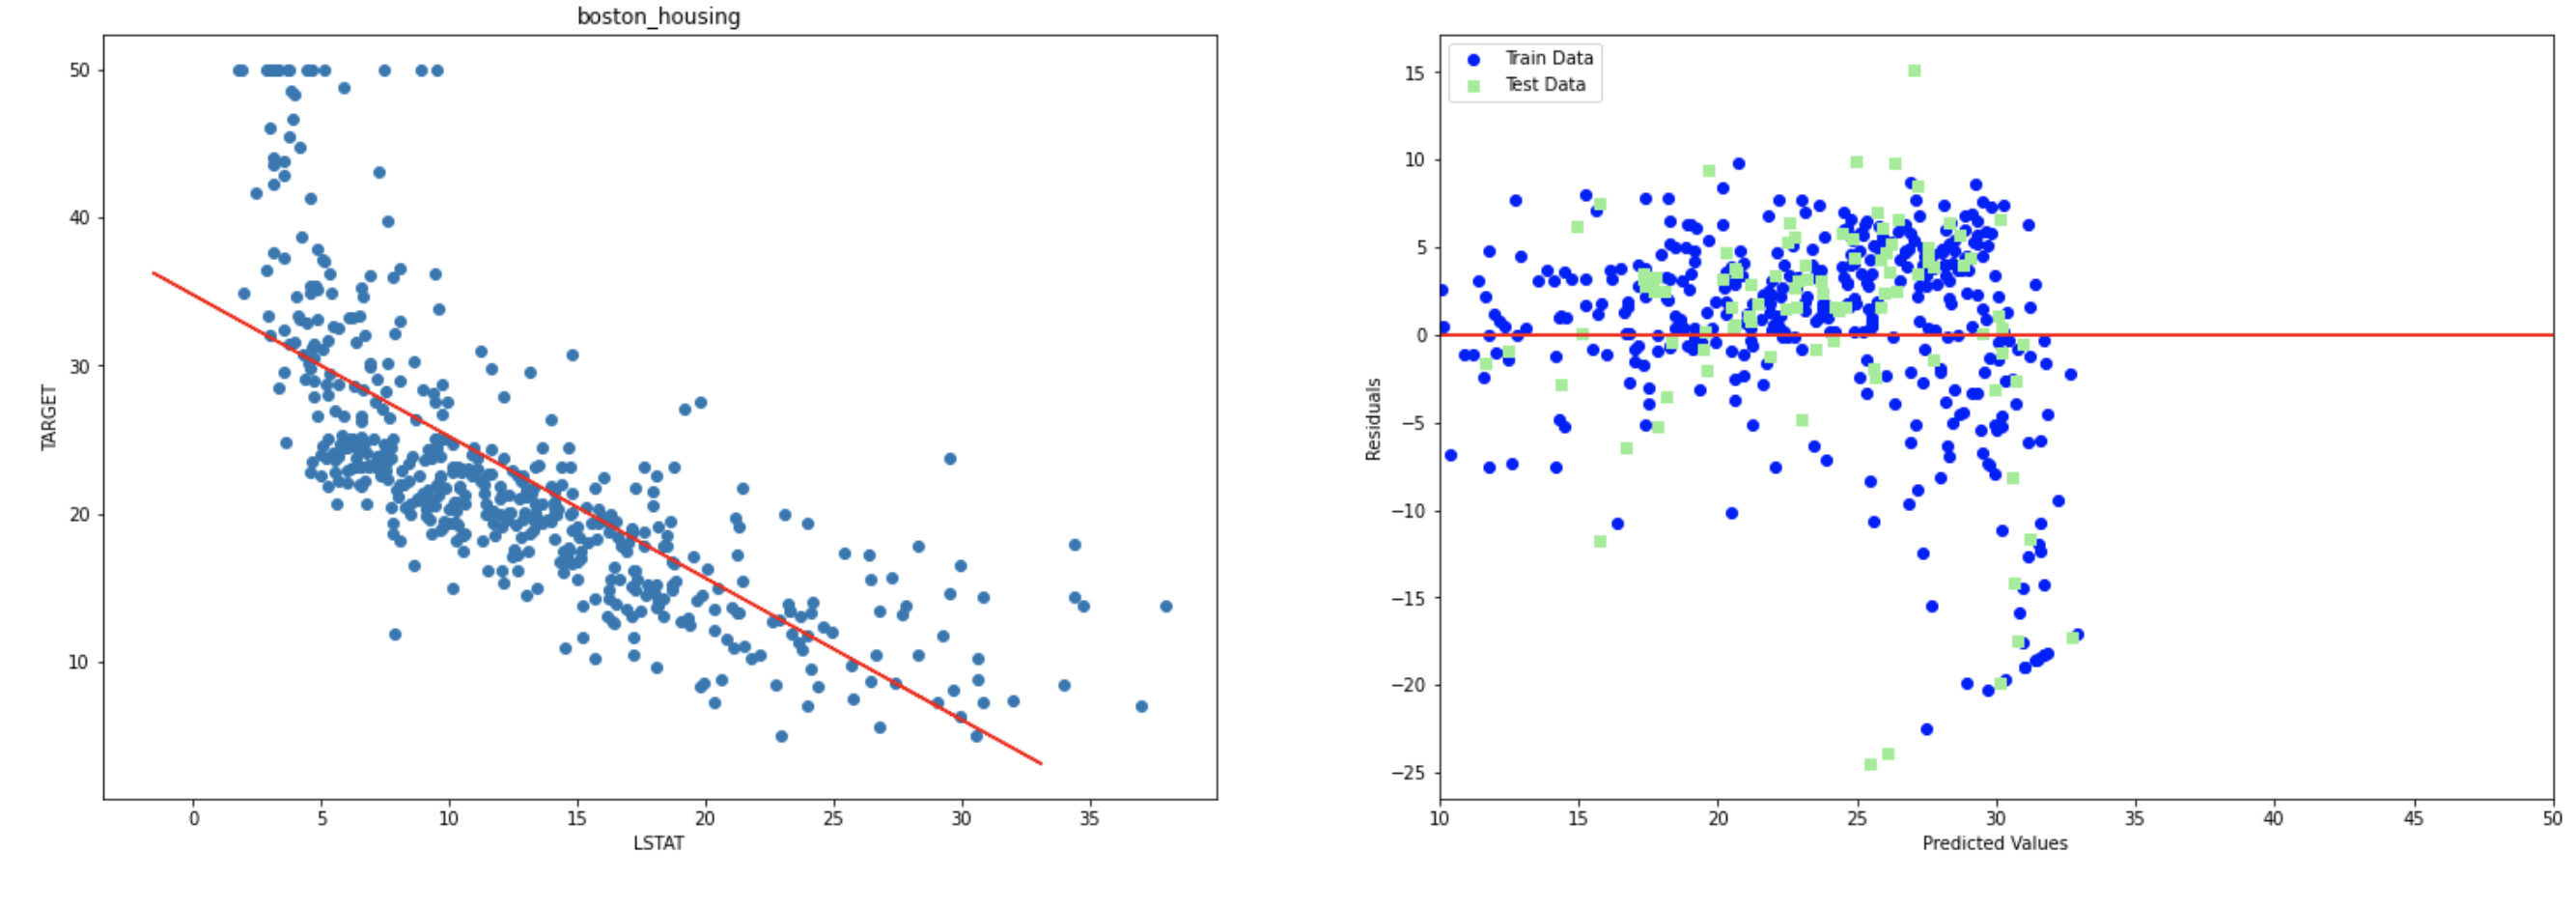 boston_housing
50
40
30
20
10
TARGET
0 5 10 15 20 25 30 35
LSTAT
Train Data
Test Data
15
10
5
0
−5
−10
−15
−20
−25
Residuals
10 15 20 25 30 35 40 45 50
Predicted Values